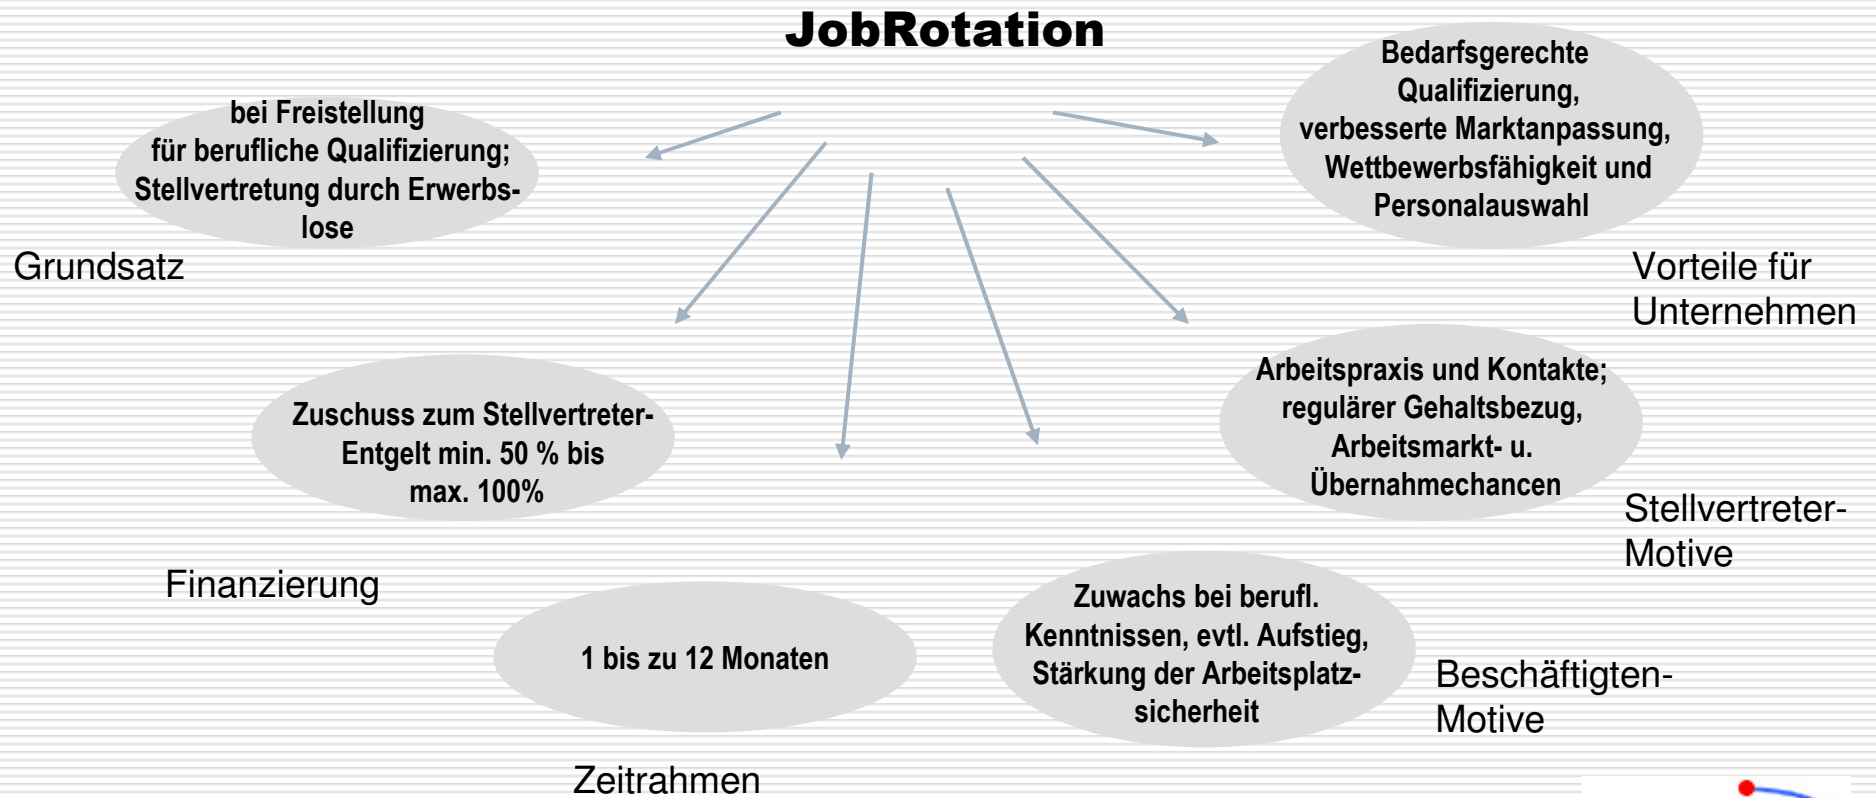 JobRotation
bei Freistellung
für berufliche Qualifizierung;
Stellvertretung durch Erwerbs-
lose
Grundsatz
Bedarfsgerechte
Qualifizierung,
verbesserte Marktanpassung,
Wettbewerbsfähigkeit und
Personalauswahl
Vorteile für
Unternehmen
Zuschuss zum Stellvertreter-
Entgelt min. 50 % bis
max. 100%
Finanzierung
Arbeitspraxis und Kontakte;
regulärer Gehaltsbezug,
Arbeitsmarkt- u.
Übernahmechancen
Stellvertreter-
Motive
1 bis zu 12 Monaten
Zeitrahmen
Zuwachs bei berufl.
Kenntnissen, evtl. Aufstieg,
Stärkung der Arbeitsplatz-
sicherheit
Beschäftigten-
Motive